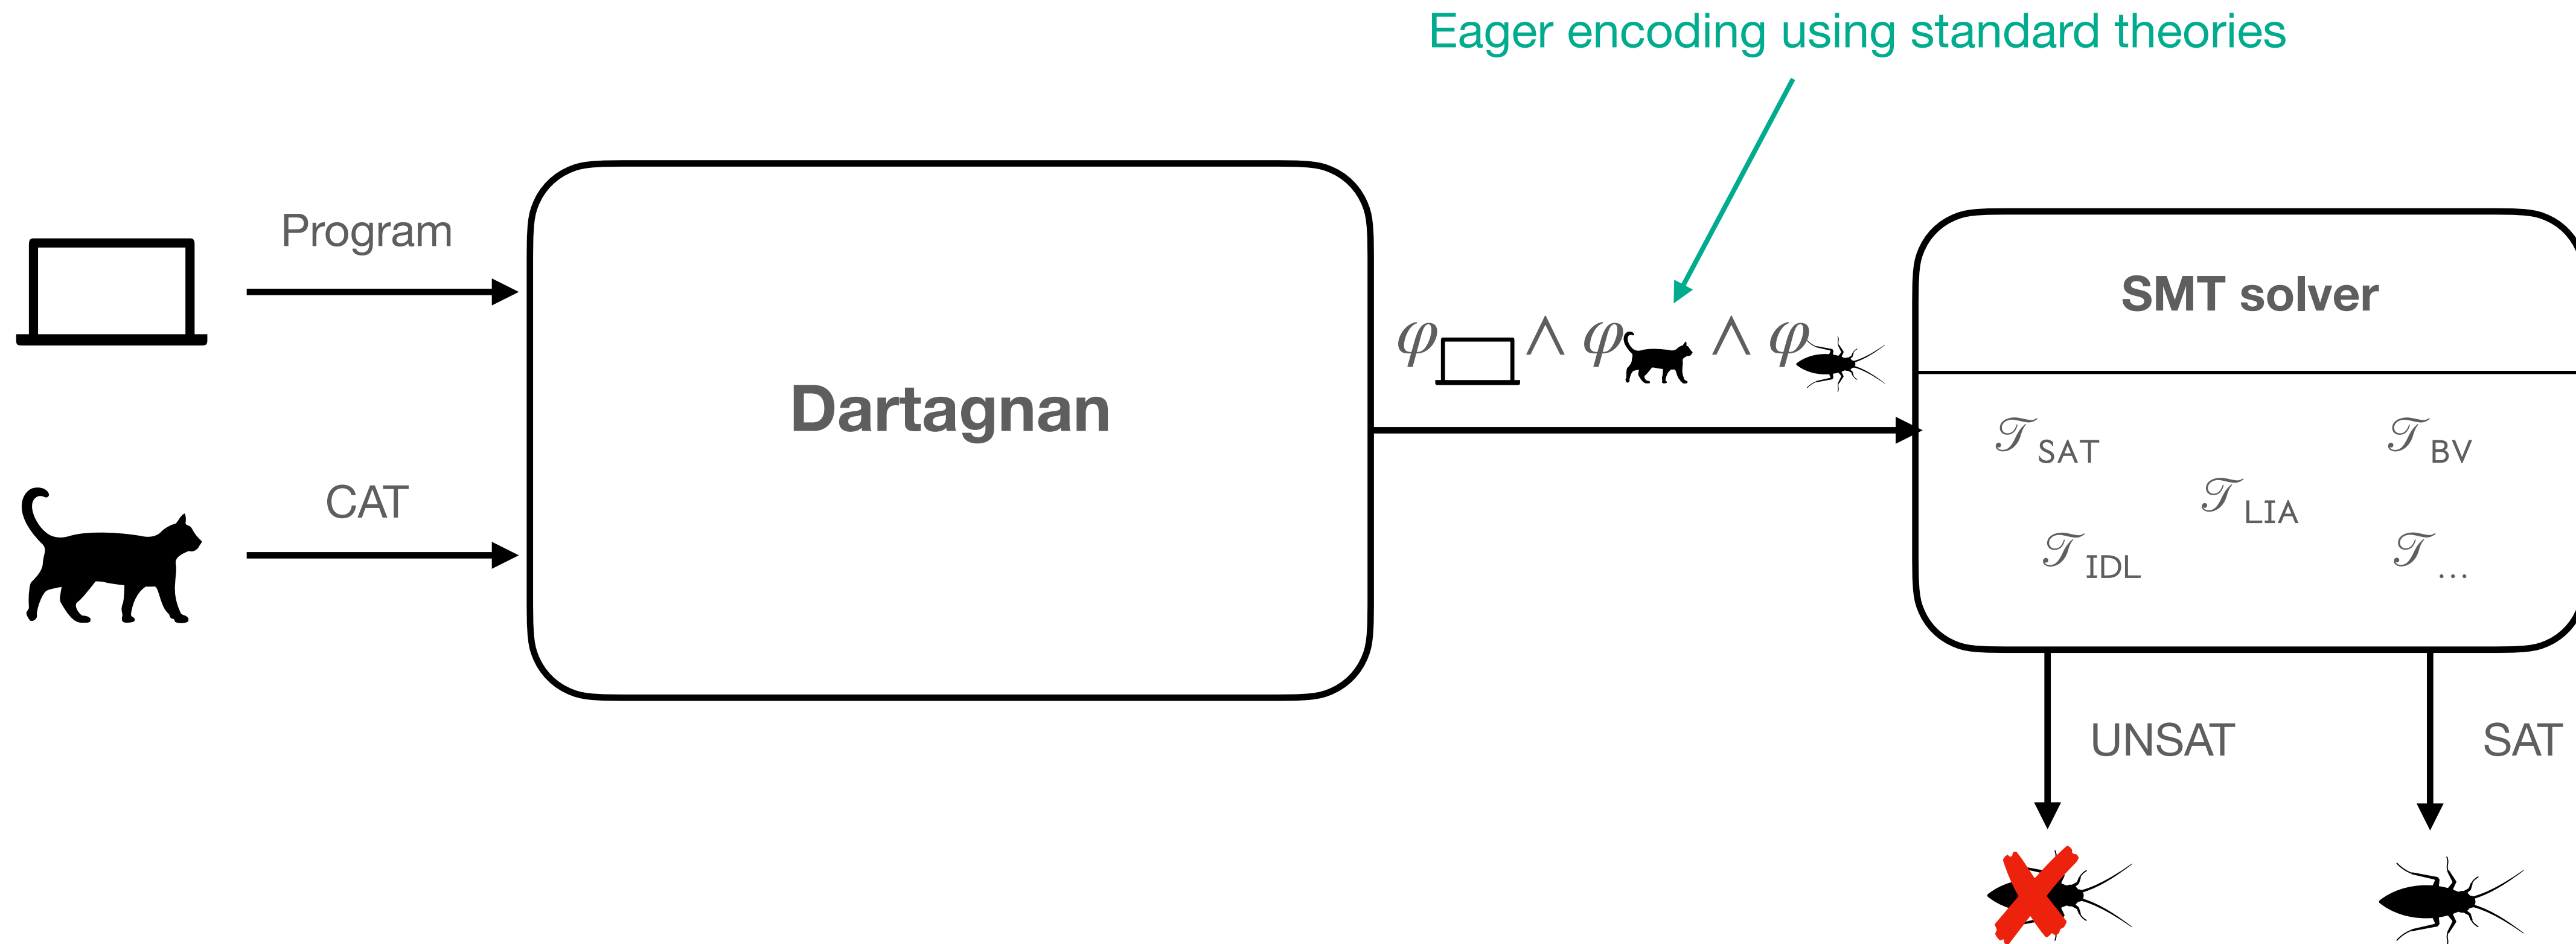 Eager encoding using standard theories
Program
CAT
Dartagnan
φ ∧ φ ∧ φ
SMT solver
𝒯 SAT
𝒯 BV
𝒯 LIA
𝒯 IDL
𝒯 ...
UNSAT
SAT